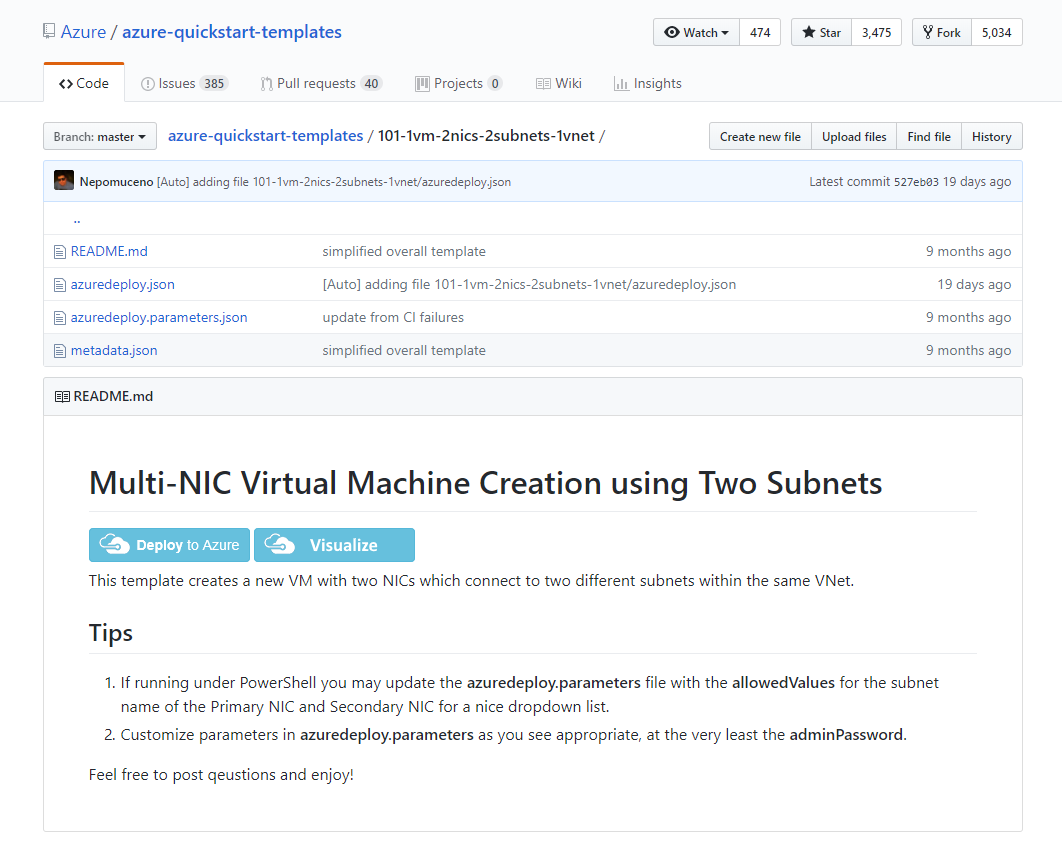 Azure / azure-quickstart-templates
Watch 474 Star 3,475 Fork 5,034
Code Issues 385 Pull requests 40 Projects 0 Wiki Insights
Branch: master azure-quickstart-templates / 101-1vm-2nics-2subnets-1vnet / Create new file Upload files Find file History
Nepomuceno [Auto] adding file 101-1vm-2nics-2subnets-1vnet/azuredeploy.json Latest commit 527eb03 19 days ago
..
README.md simplified overall template 9 months ago
azuredeploy.json [Auto] adding file 101-1vm-2nics-2subnets-1vnet/azuredeploy.json 19 days ago
azuredeploy.parameters.json update from CI failures 9 months ago
metadata.json simplified overall template 9 months ago
README.md
Multi-NIC Virtual Machine Creation using Two Subnets
Deploy to Azure Visualize
This template creates a new VM with two NICs which connect to two different subnets within the same VNet.
Tips
1. If running under PowerShell you may update the azuredeploy.parameters file with the allowedValues for the subnet
name of the Primary NIC and Secondary NIC for a nice dropdown list.
2. Customize parameters in azuredeploy.parameters as you see appropriate, at the very least the adminPassword.
Feel free to post qeustions and enjoy!